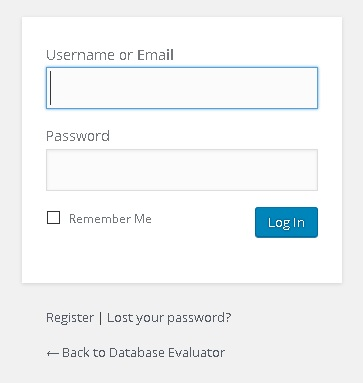 Username or Email
Password
Remember Me
Log In
Register | Lost your password?
← Back to Database Evaluator